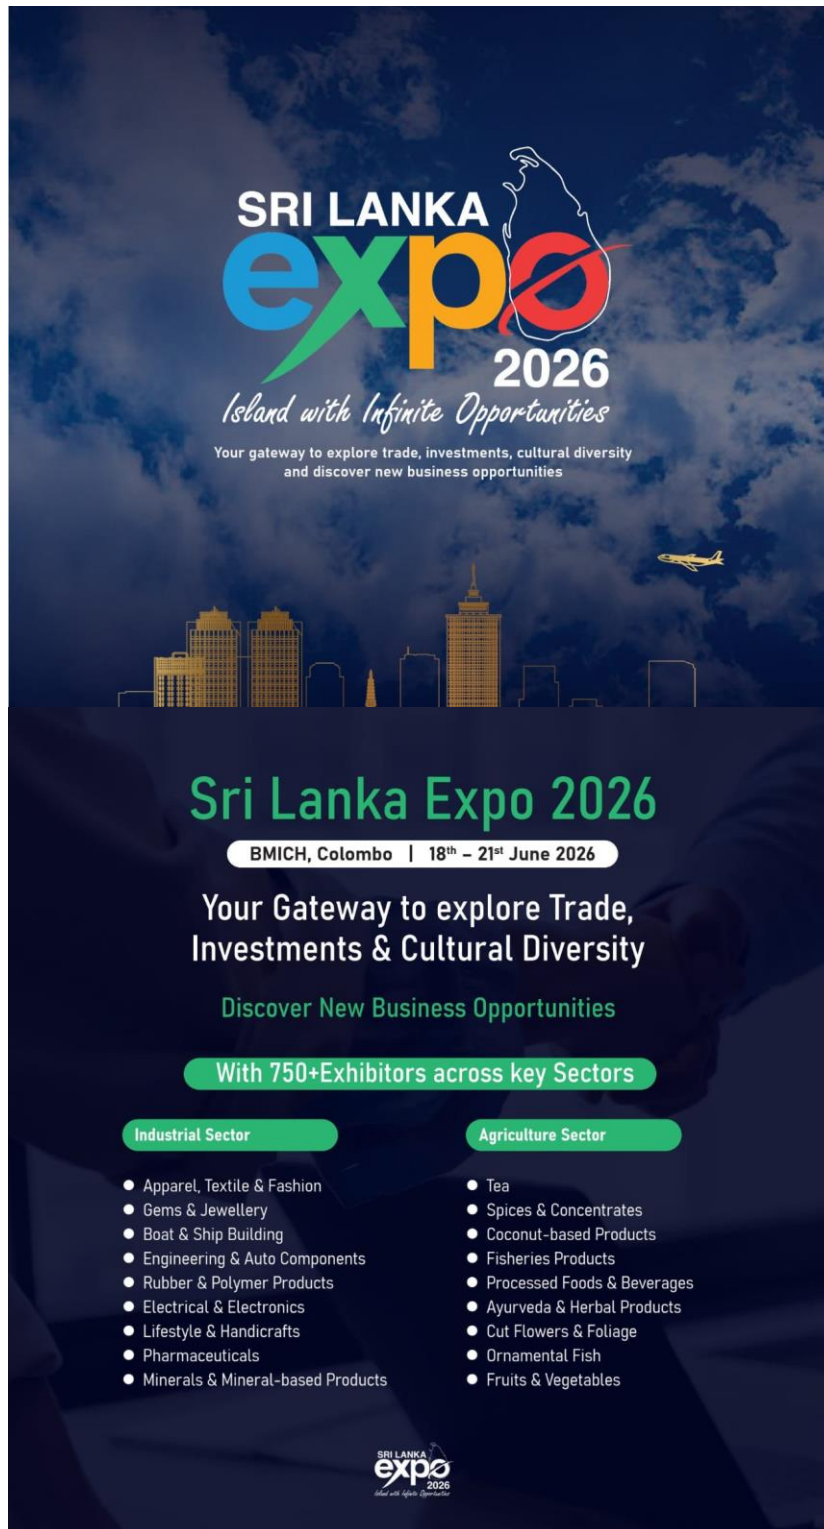 SRI LANKA
expo
2026
Island with Infinite Opportunities
Your gateway to explore trade, investments, cultural diversity
and discover new business opportunities
Sri Lanka Expo 2026
BMICH, Colombo | 18th – 21st June 2026
Your Gateway to explore Trade,
Investments & Cultural Diversity
Discover New Business Opportunities
With 750+Exhibitors across key Sectors
Industrial Sector
Apparel, Textile & Fashion
Gems & Jewellery
Boat & Ship Building
Engineering & Auto Components
Rubber & Polymer Products
Electrical & Electronics
Lifestyle & Handicrafts
Pharmaceuticals
Minerals & Mineral-based Products
Agriculture Sector
Tea
Spices & Concentrates
Coconut-based Products
Fisheries Products
Processed Foods & Beverages
Ayurveda & Herbal Products
Cut Flowers & Foliage
Ornamental Fish
Fruits & Vegetables
SRI LANKA
expo
2026
Island with Infinite Opportunities